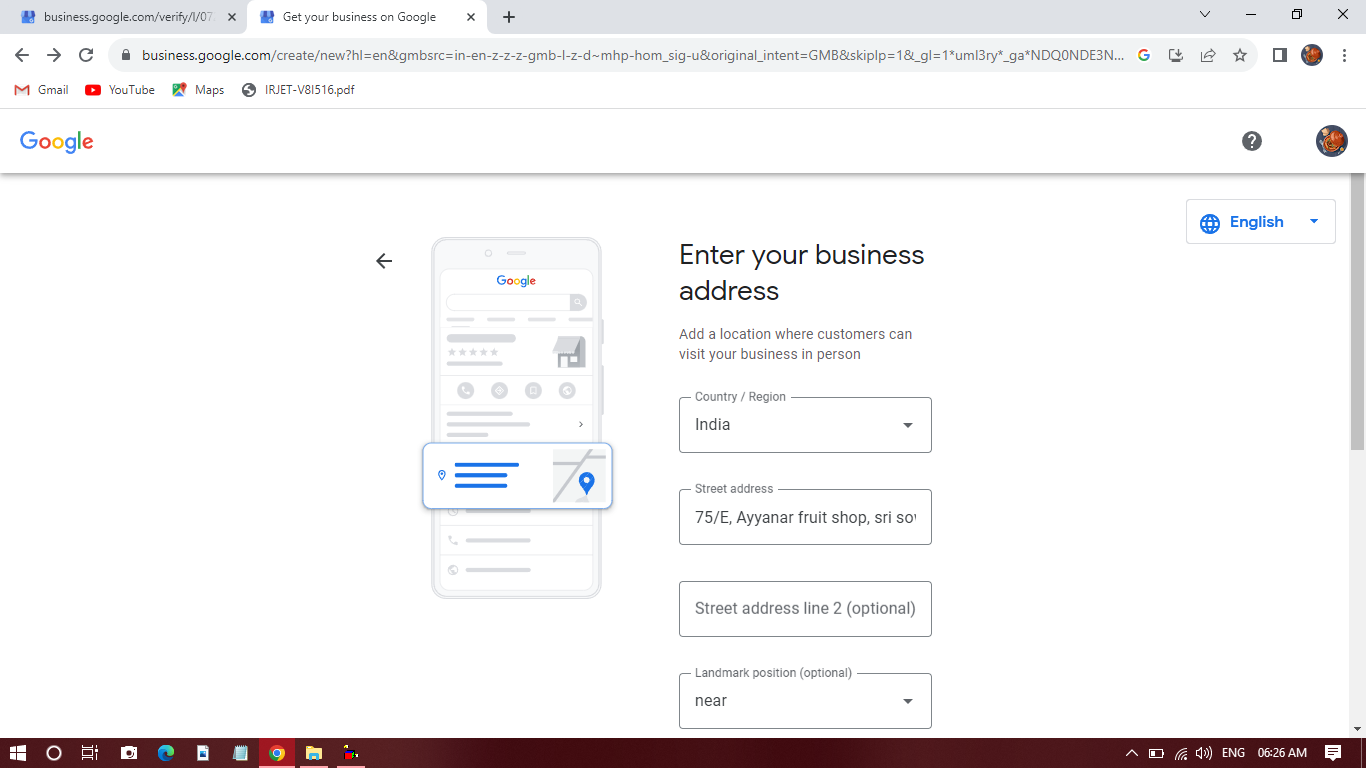 business.google.com/verify/l/07
Get your business on Google
business.google.com/create/new?hl=en&gmbsrc=in-en-z-z-z-gmb-l-z-d~mhp-hom_sig-u&original_intent=GMB&skiplp=1&_gl=1*uml3ry*_ga*NDQ0NDE3N...
Gmail
YouTube
Maps
IRJET-V8I516.pdf
Google
English
Google
Enter your business
address
Add a location where customers can
visit your business in person
Country / Region
India
Street address
75/E, Ayyanar fruit shop, sri
Street address line 2 (optional)
Landmark position (optional)
near
ENG
06:26 AM